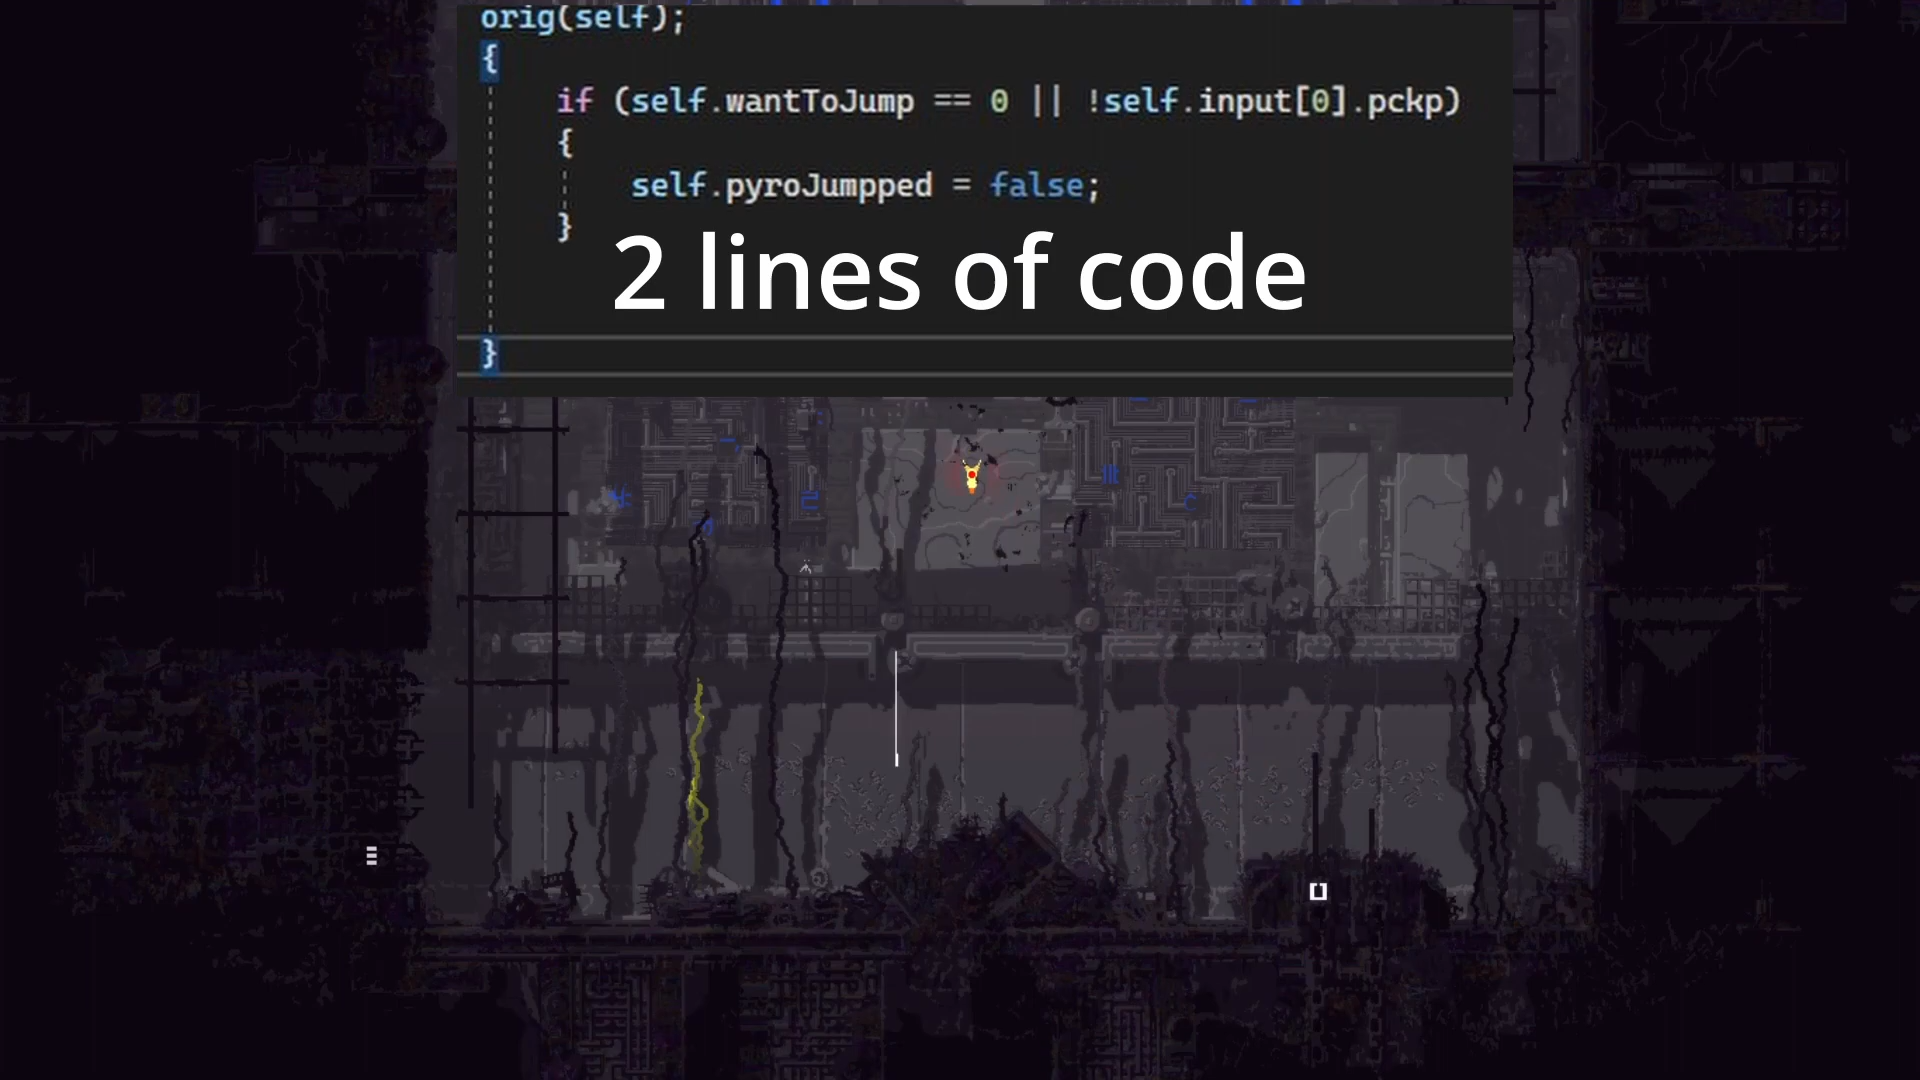 orig(self);
{
if (self.wantToJump == 0 || !self.input[0].pckp)
{
self.pyroJumpped = false;
}
2 lines of code
}